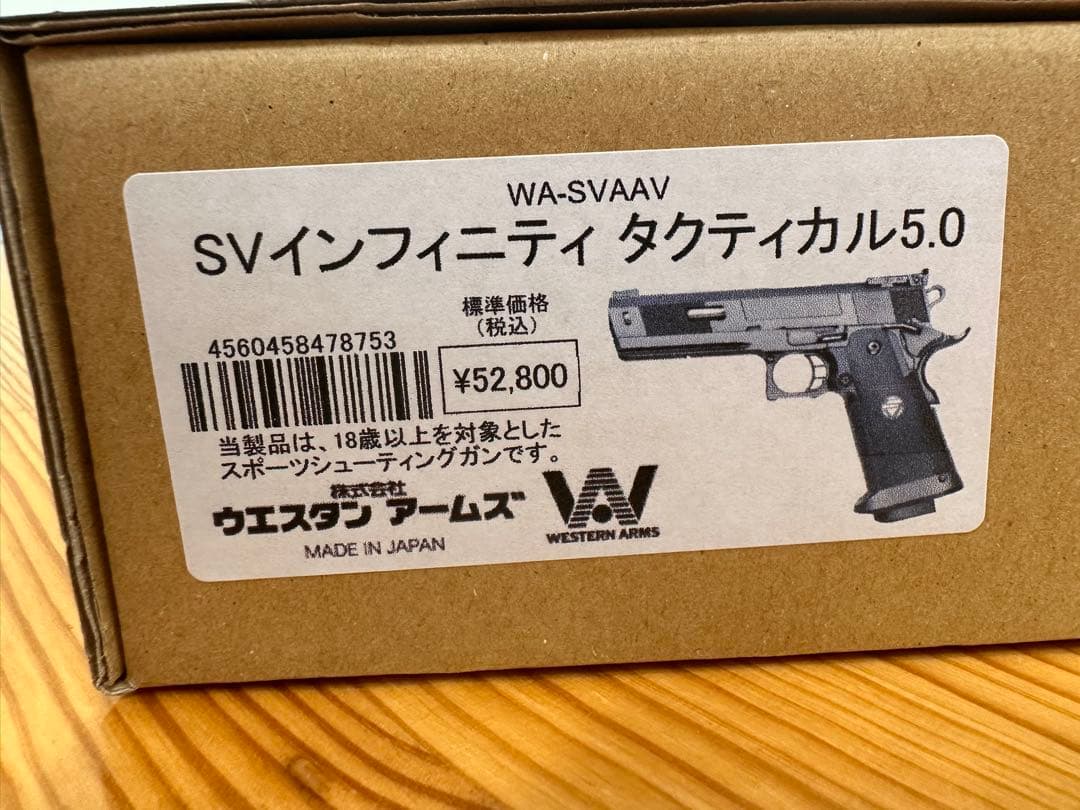 WA-SVAAV
SVインフィニティ タクティカル5.0
標準価格
(税込)
4560458478753
¥52,800
当製品は、18歳以上を対象とした
スポーツシューティングガンです。
株式会社
ウエスタン アームズ
MADE IN JAPAN
WA
WESTERN ARMS